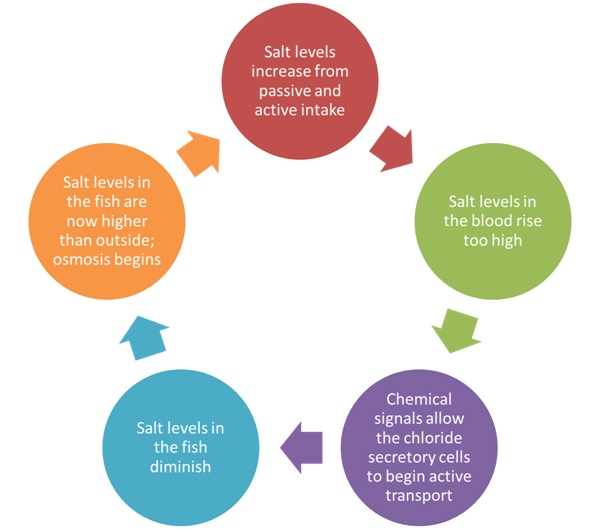 Salt levels
increase from
passive and
active intake
Salt levels in
the blood rise
too high
Chemical
signals allow
the chloride
secretory cells
to begin active
transport
Salt levels in
the fish
diminish
Salt levels in
the fish are
now higher
than outside;
osmosis begins